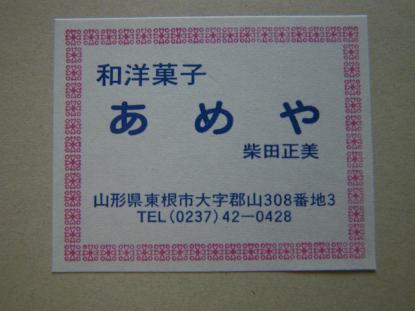 和洋菓子
あめや
柴田正美
山形県東根市大字郡山308番地3
TEL(0237)42-0428